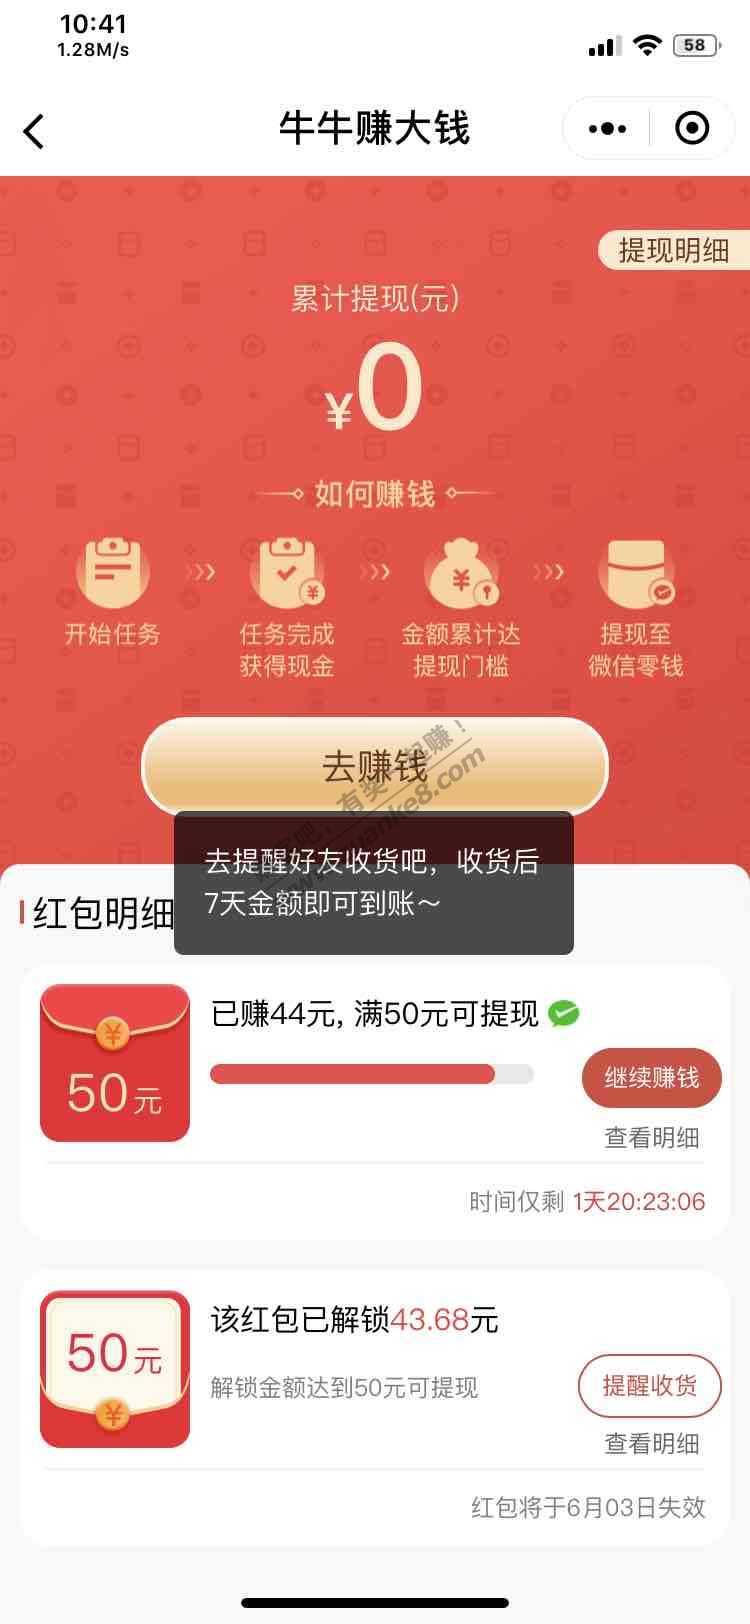 10:41
1.28M/s
58
牛牛赚大钱
提现明细
累计提现(元)
¥0
如何赚钱
开始任务
任务完成
获得现金
金额累计达
提现门槛
提现至
微信零钱
去赚钱
去提醒好友收货吧，收货后
7天金额即可到账～
红包明细
已赚44元, 满50元可提现
50元
继续赚钱
查看明细
时间仅剩 1天20:23:06
该红包已解锁43.68元
50元
解锁金额达到50元可提现
提醒收货
查看明细
红包将于6月03日失效